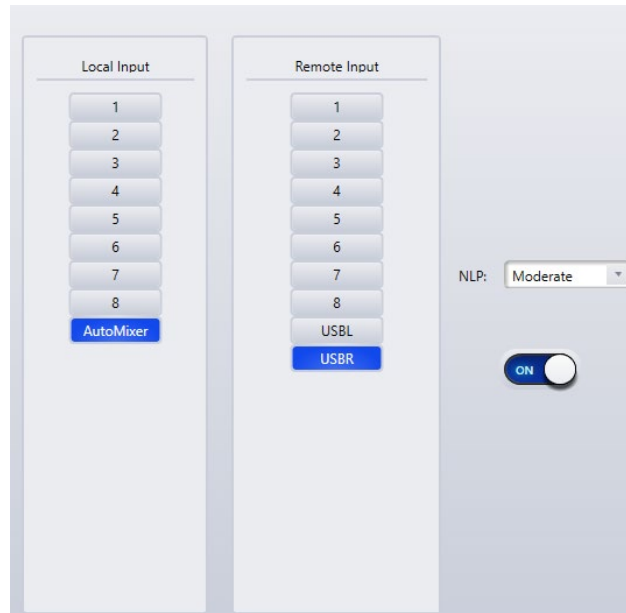 Local Input
1
2
3
4
5
6
7
8
AutoMixer
Remote Input
1
2
3
4
5
6
7
8
USBL
USBR
NLP: Moderate
ON